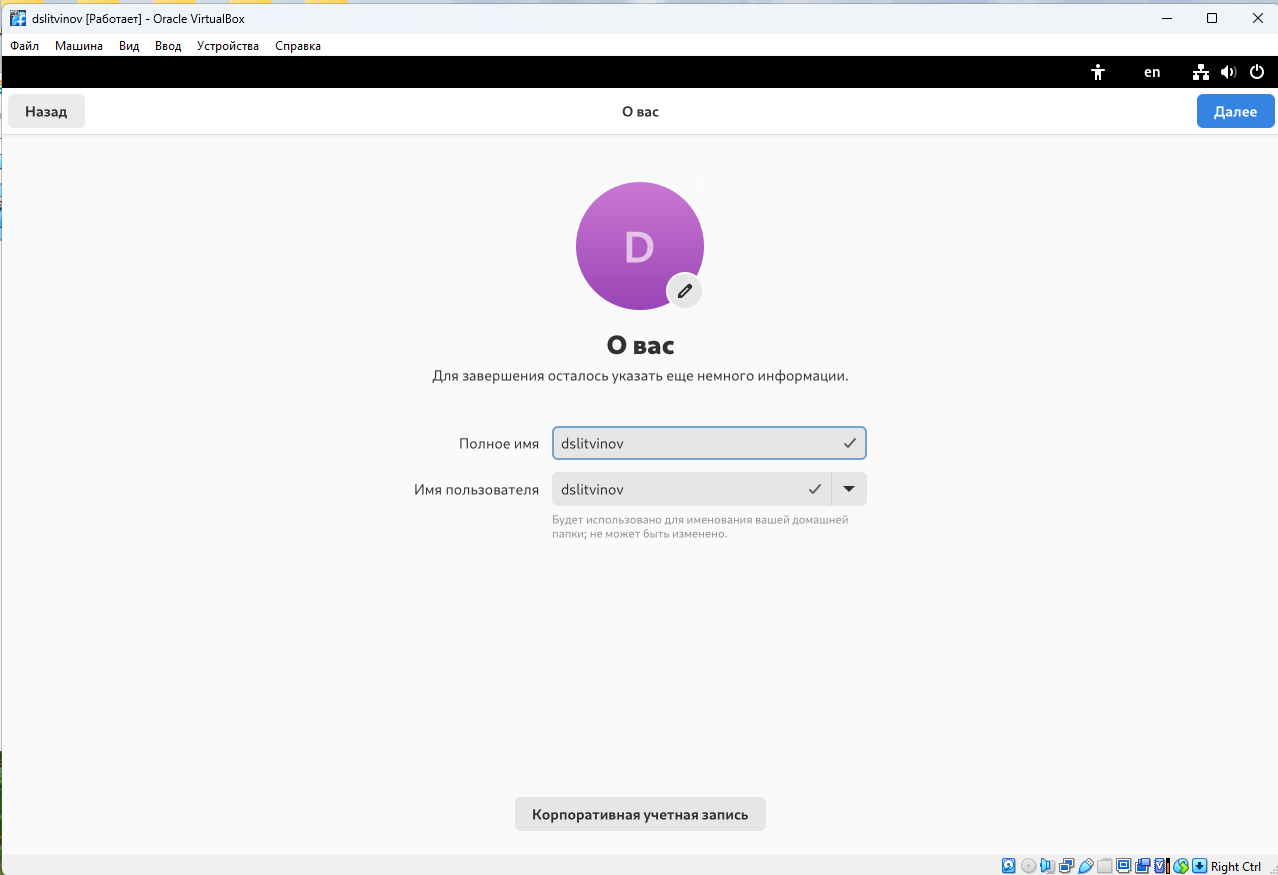 dslitvinov [Работает] - Oracle VirtualBox
Файл Машина Вид Ввод Устройства Справка
en
Назад О вас Далее
D
О вас
Для завершения осталось указать еще немного информации.
Полное имя dslitvinov
Имя пользователя dslitvinov
Будет использовано для именования вашей домашней
папки; не может быть изменено.
Корпоративная учетная запись
Right Ctrl